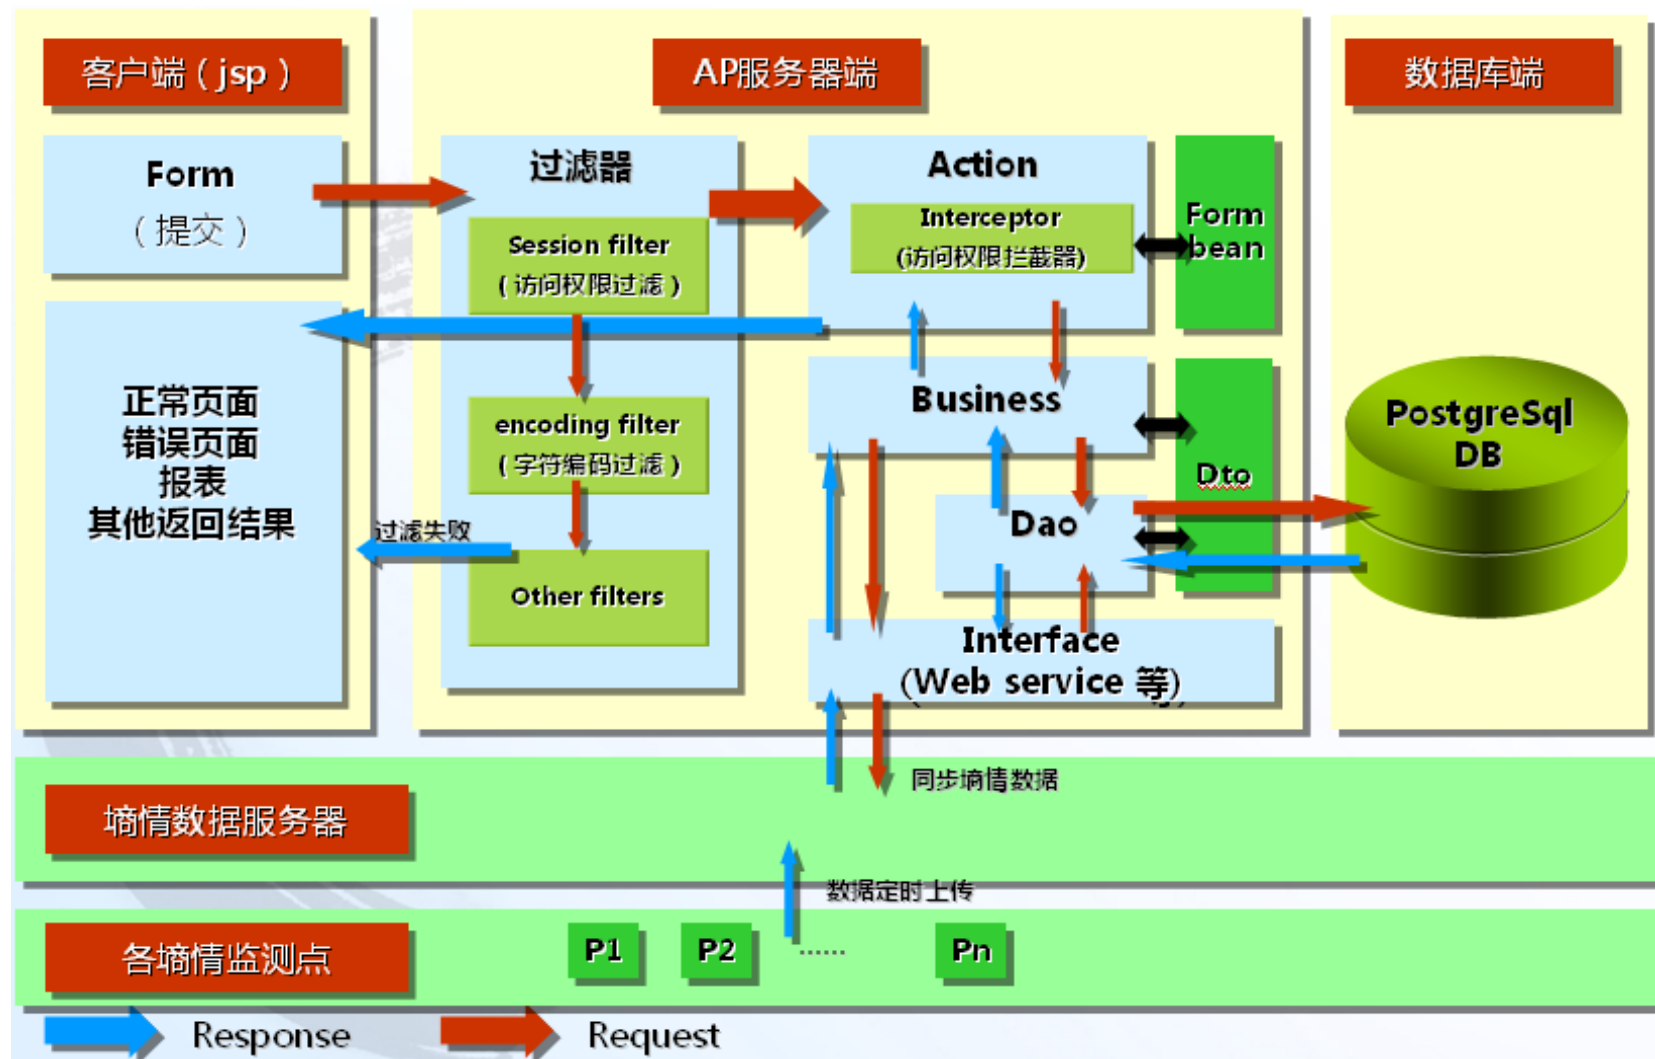 客户端（jsp）
AP服务器端
数据库端
Form
（提交）
过滤器
Session filter
（访问权限过滤）
encoding filter
（字符编码过滤）
Other filters
Action
Interceptor
(访问权限拦截器)
Form
bean
正常页面
错误页面
报表
其他返回结果
过滤失败
Business
Dao
Dto
PostgreSql
DB
Interface
(Web service 等)
墒情数据服务器
同步墒情数据
数据定时上传
各墒情监测点
P1
P2
......
Pn
Response
Request